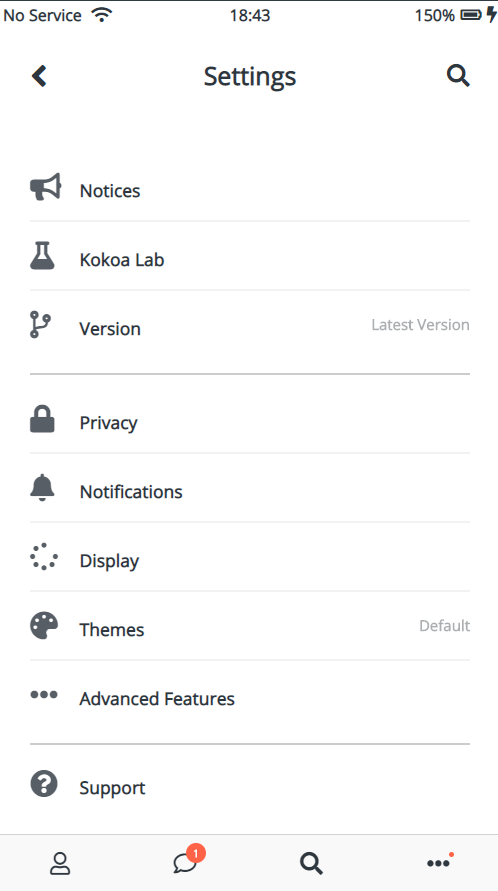 No Service 18:43 150%
Settings
Notices
Kokoa Lab
Version Latest Version
Privacy
Notifications
Display
Themes Default
Advanced Features
Support
1